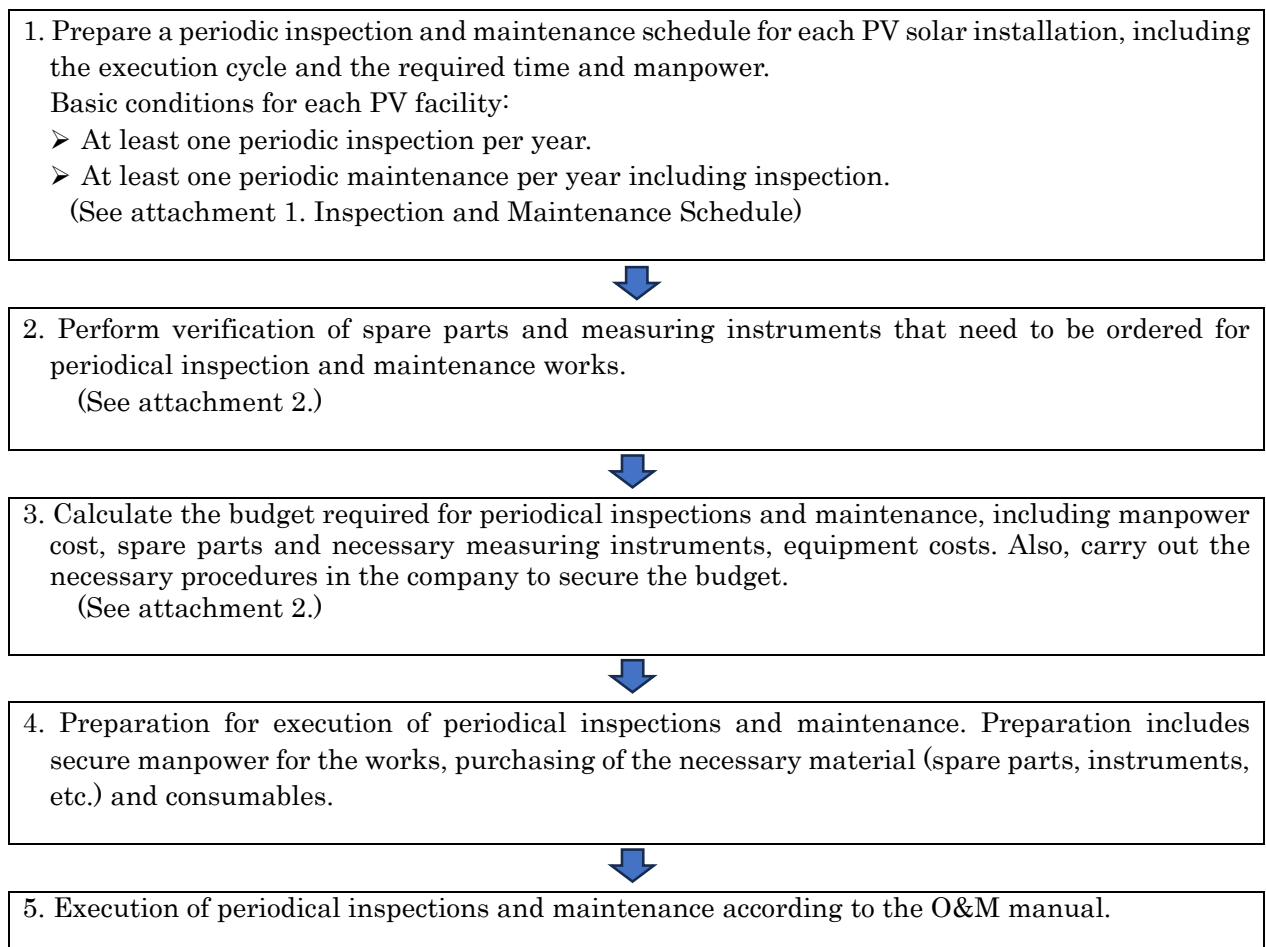 1. Prepare a periodic inspection and maintenance schedule for each PV solar installation, including
the execution cycle and the required time and manpower.
Basic conditions for each PV facility:
➢ At least one periodic inspection per year.
➢ At least one periodic maintenance per year including inspection.
(See attachment 1. Inspection and Maintenance Schedule)
2. Perform verification of spare parts and measuring instruments that need to be ordered for
periodical inspection and maintenance works.
(See attachment 2.)
3. Calculate the budget required for periodical inspections and maintenance, including manpower
cost, spare parts and necessary measuring instruments, equipment costs. Also, carry out the
necessary procedures in the company to secure the budget.
(See attachment 2.)
4. Preparation for execution of periodical inspections and maintenance. Preparation includes
secure manpower for the works, purchasing of the necessary material (spare parts, instruments,
etc.) and consumables.
5. Execution of periodical inspections and maintenance according to the O&M manual.